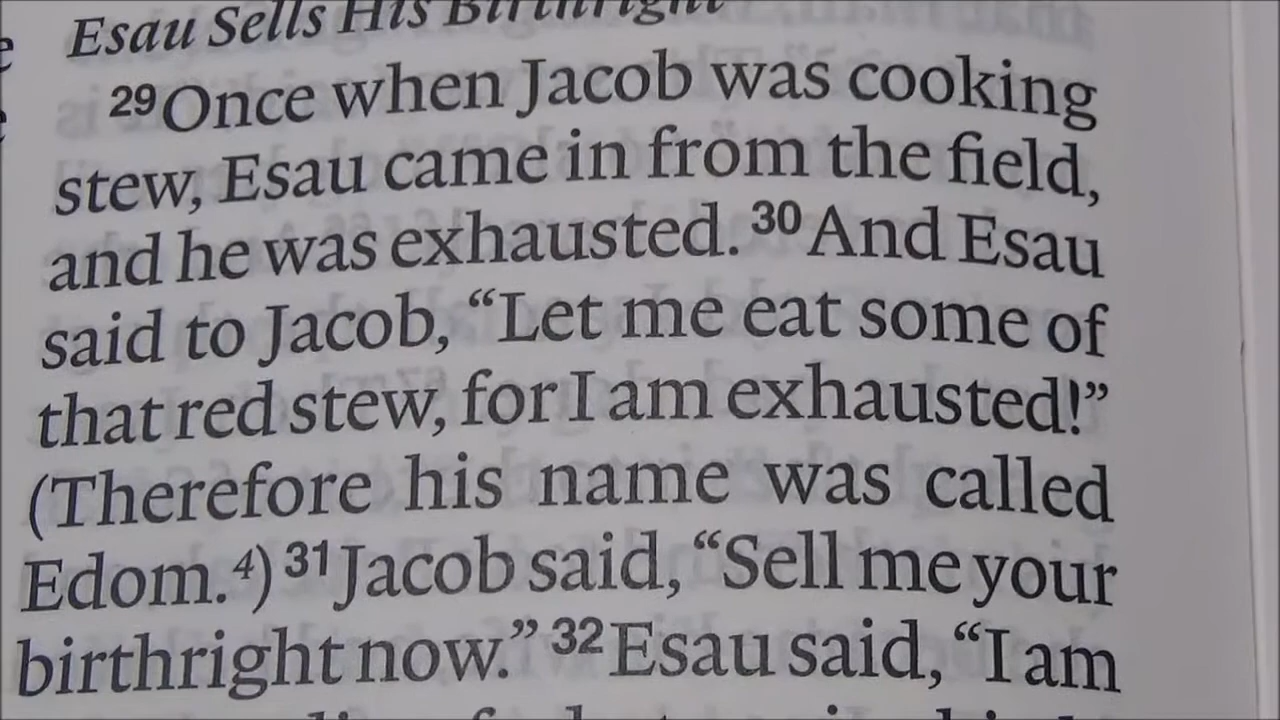 Esau Sells His Birthright
²⁹Once when Jacob was cooking
stew, Esau came in from the field,
and he was exhausted. ³⁰And Esau
said to Jacob, “Let me eat some of
that red stew, for I am exhausted!”
(Therefore his name was called
Edom.⁴) ³¹Jacob said, “Sell me your
birthright now.” ³²Esau said, “I am